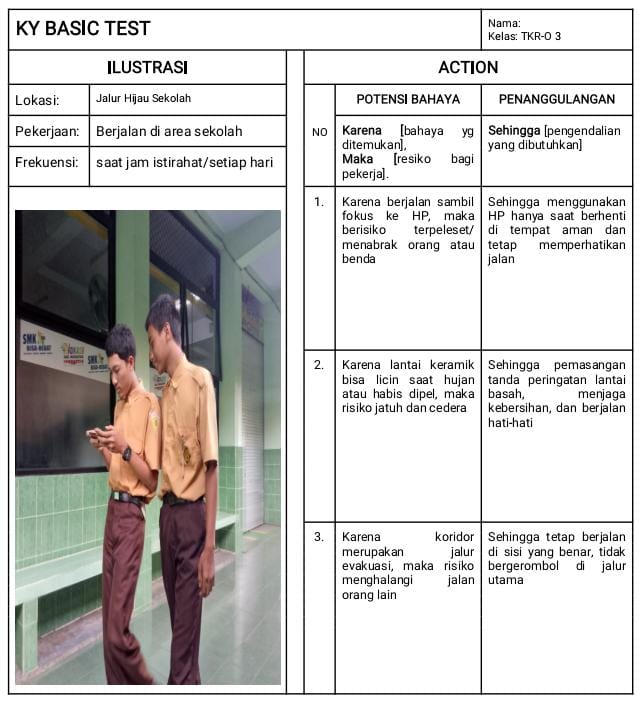 KY BASIC TEST
Nama:
Kelas: TKR-O 3
ILUSTRASI
ACTION
Lokasi:
Jalur Hijau Sekolah
Pekerjaan:
Berjalan di area sekolah
Frekuensi:
saat jam istirahat/setiap hari
NO
POTENSI BAHAYA
PENANGGULANGAN
Karena [bahaya yg
ditemukan],
Maka [resiko bagi
pekerja].
Sehingga [pengendalian
yang dibutuhkan]
1.
Karena berjalan sambil
fokus ke HP, maka
berisiko terpeleset/
menabrak orang atau
benda
Sehingga menggunakan
HP hanya saat berhenti
di tempat aman dan
tetap memperhatikan
jalan
2.
Karena lantai keramik
bisa licin saat hujan
atau habis dipel, maka
risiko jatuh dan cedera
Sehingga pemasangan
tanda peringatan lantai
basah, menjaga
kebersihan, dan berjalan
hati-hati
3.
Karena koridor
merupakan jalur
evakuasi, maka risiko
menghalangi jalan
orang lain
Sehingga tetap berjalan
di sisi yang benar, tidak
bergerombol di jalur
utama
SMK
BISA-HEBAT
SMK